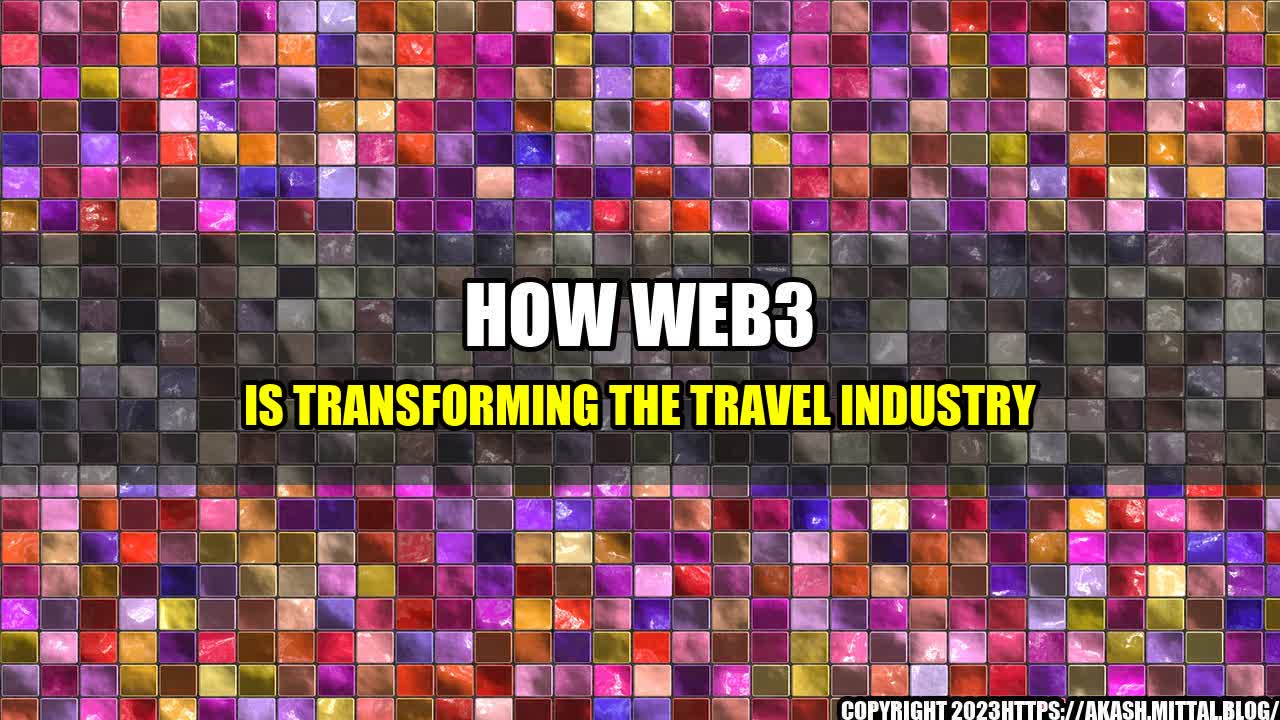 HOW WEB3
IS TRANSFORMING THE TRAVEL INDUSTRY
COPYRIGHT 2023HTTPS://AKASH.MITTAL.BLOG/